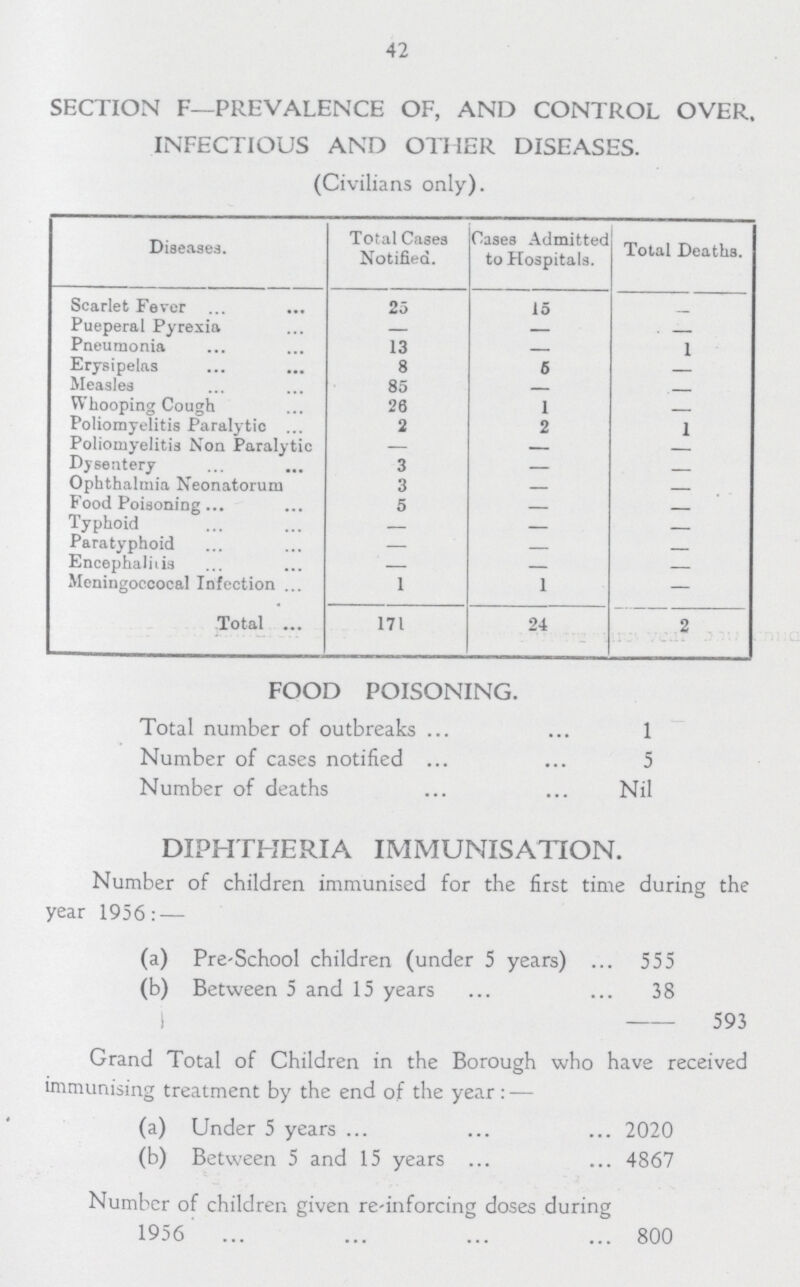 42
SECTION F—PREVALENCE OF, AND CONTROL OVER,
INFECTIOUS AND OTHER DISEASES.
(Civilians only).
Diseases. Total Cases Notified. Cases Admitted to Hospitals. Total Deaths.
Scarlet Fever ... ... 25 15 —
Pueperal Pyrexia ... — — —
Pneumonia ... ... 13 — 1
Erysipelas ... ... 8 5 —
Measles ... ... 85 — —
Whooping Cough ... 26 1 —
Poliomyelitis Paralytic ... 2 2 1
Poliomyelitis Non Paralytic — — —
Dysentery ... ... 3 — —
Ophthalmia Neonatorum 3 — —
Food Poisoning ... ... 5 — —
Typhoid ... ... — — —
Paratyphoid ... ... — — —
Encephalitis ... ... — — —
Meningoccocal Infection ... 1 1 —
Total ... 171 24 2
FOOD POISONING.
Total number of outbreaks ... ... 1
Number of cases notified ... ... 5
Number of deaths ... ... Nil
DIPHTHERIA IMMUNISATION.
Number of children immunised for the first time during the
year 1956:—
(a) Pre-School children (under 5 years) ... 555
(b) Between 5 and 15 years ... ... 38
—— 593
Grand Total of Children in the Borough who have received
immunising treatment by the end of the year:—
(a) Under 5 years ... ... ... 2020
(b) Between 5 and 15 years ... ... 4867
Number of children given re-inforcing doses during
1956 ... ... ... ... 800